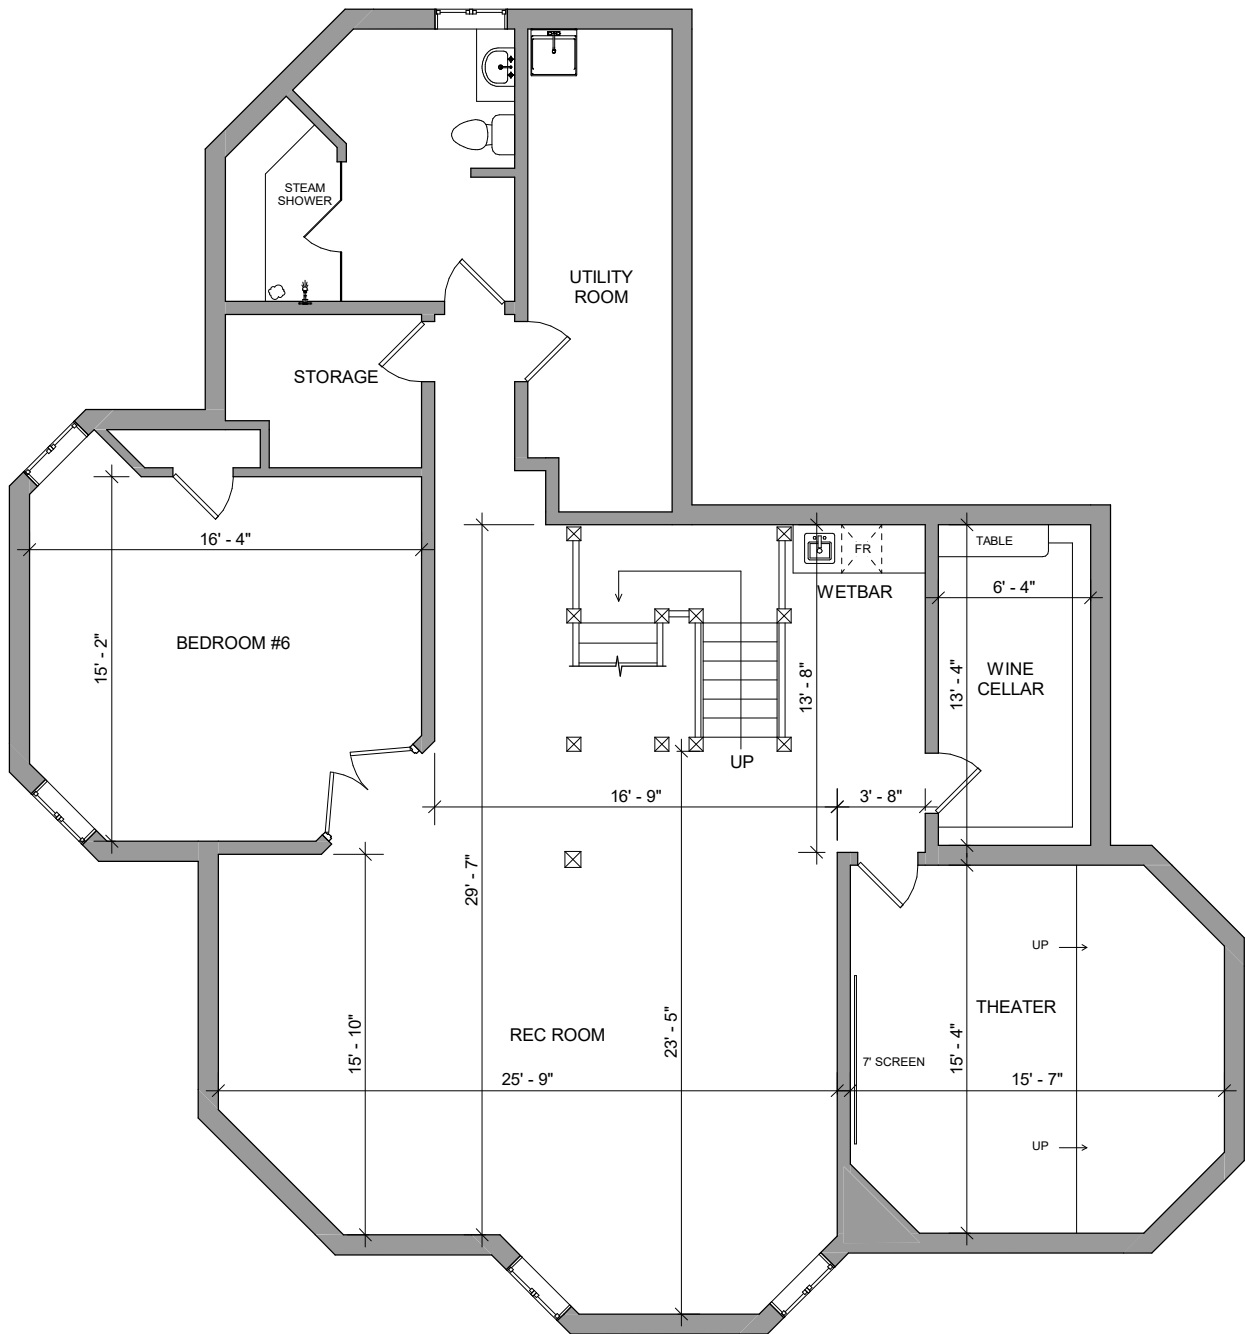 STEAM
SHOWER
UTILITY
ROOM
STORAGE
16' - 4"
15' - 2"
BEDROOM #6
FR
WETBAR
TABLE
6' - 4"
WINE
CELLAR
13' - 4"
13' - 8"
UP
16' - 9"
3' - 8"
29' - 7"
15' - 10"
REC ROOM
23' - 5"
25' - 9"
UP
THEATER
7' SCREEN
15' - 4"
15' - 7"
UP